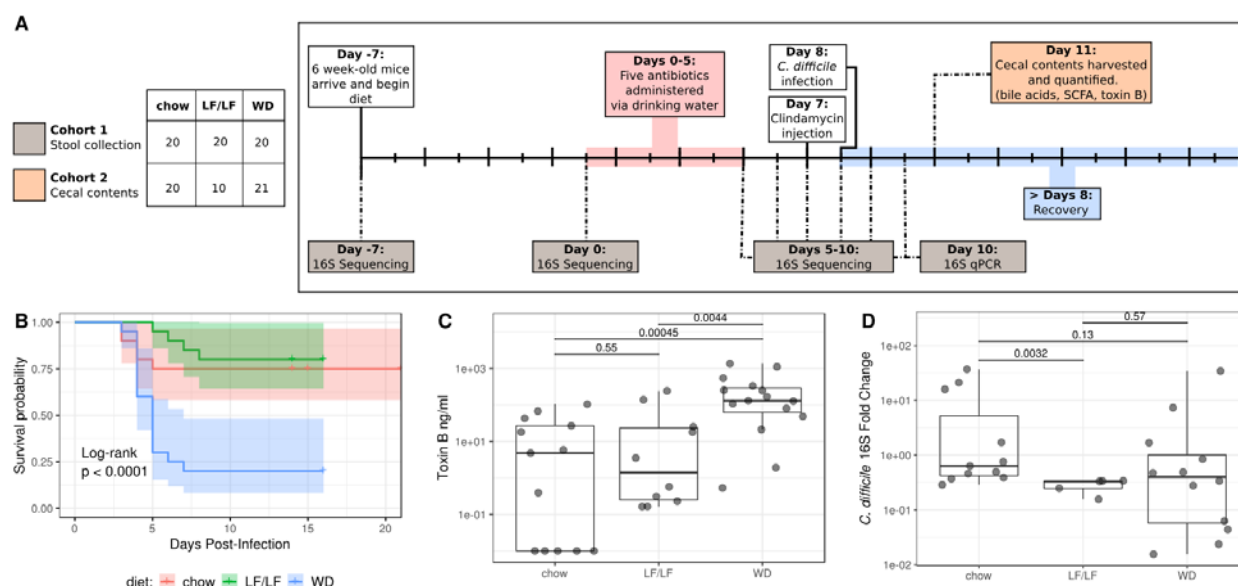 A
Day -7:
6 week-old mice
arrive and begin
diet
Days 0-5:
Five antibiotics
administered
via drinking water
Day 8:
C. difficile
infection
Day 7:
Clindamycin
injection
Day 11:
Cecal contents harvested
and quantified.
(bile acids, SCFA, toxin B)
chow LF/LF WD
Cohort 1
Stool collection
20 20 20
Cohort 2
Cecal contents
20 10 21
> Days 8:
Recovery
Day -7:
16S Sequencing
Day 0:
16S Sequencing
Days 5-10:
16S Sequencing
Day 10:
16S qPCR
B
Survival probability
1.00
0.75
0.50
0.25
0.00
Log-rank
p < 0.0001
0 5 10 15 20
Days Post-Infection
diet: chow LF/LF WD
C
Toxin B ng/ml
0.0044
0.00045
0.55
1e+03
1e+01
1e-01
chow LF/LF WD
D
C. difficile 16S Fold Change
0.57
0.13
0.0032
1e+02
1e+01
1e+00
1e-01
1e-02
chow LF/LF WD